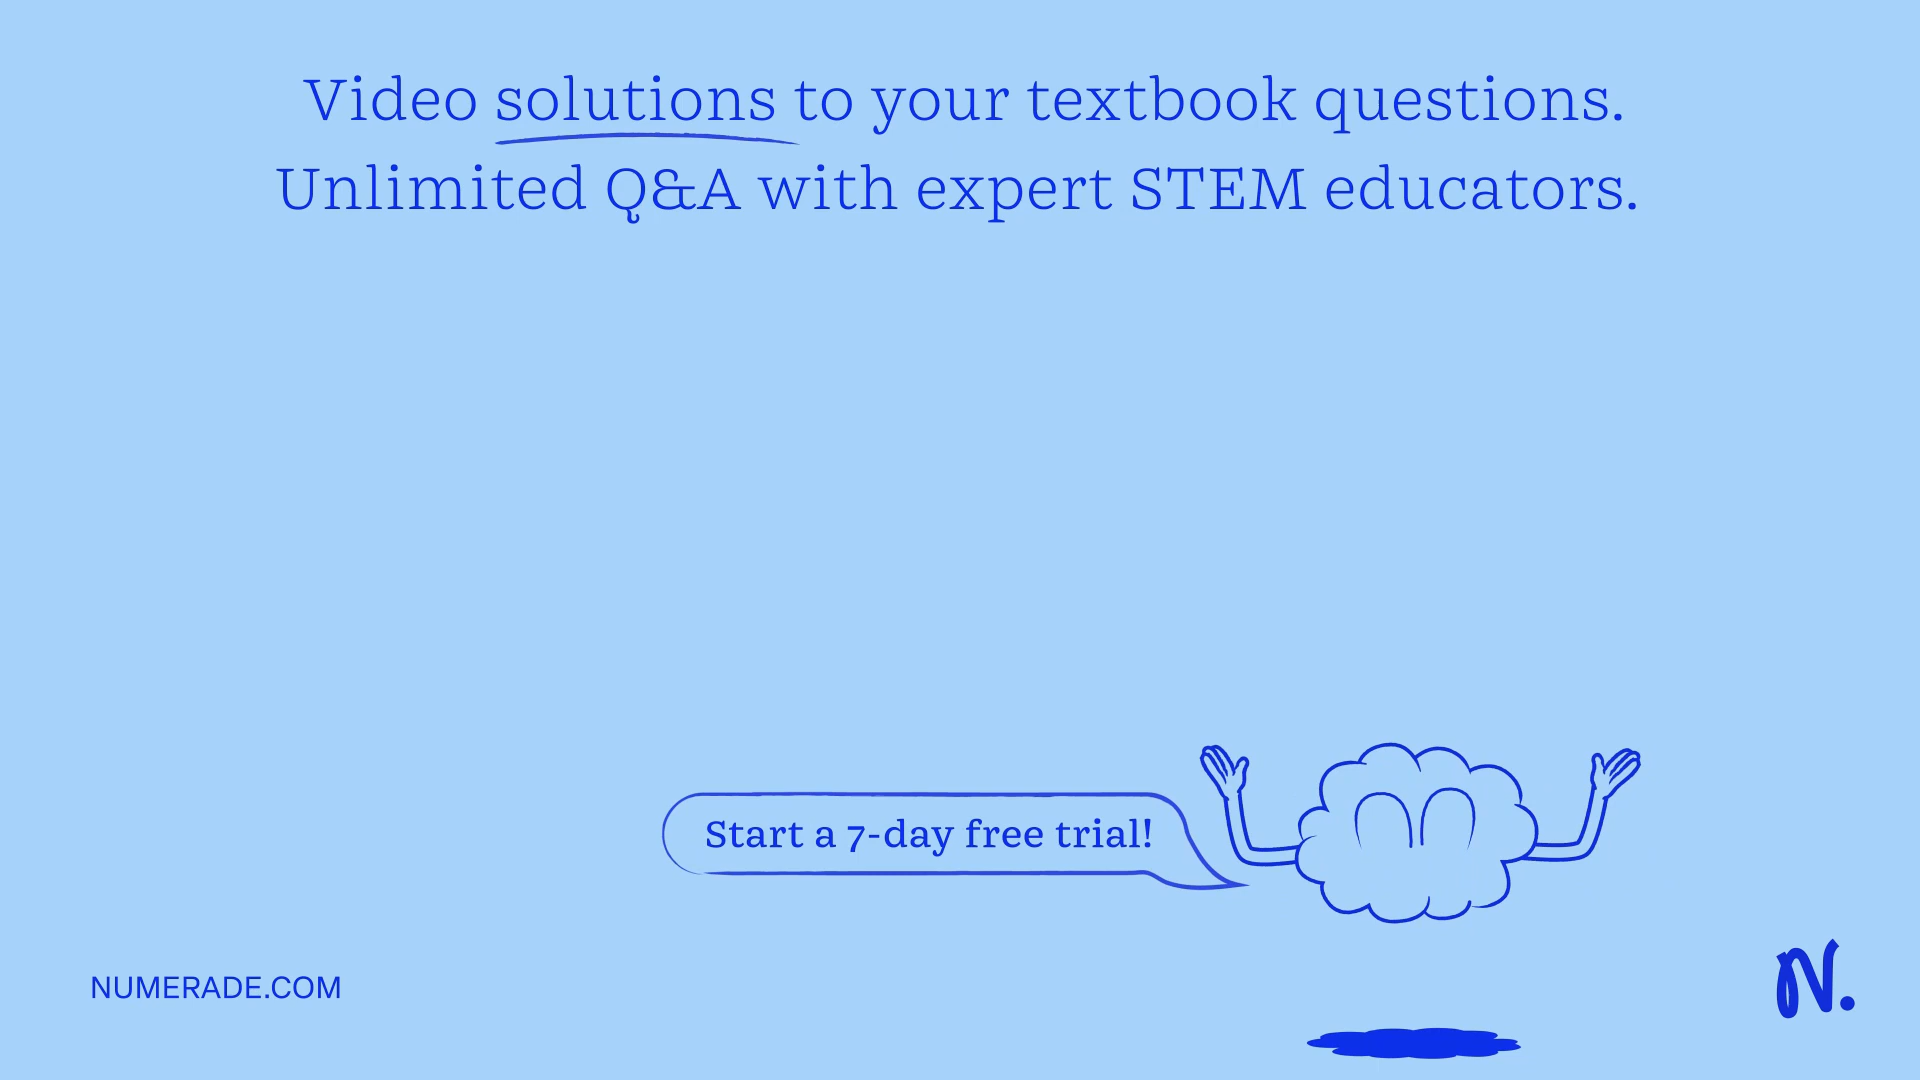 Video solutions to your textbook questions.
Unlimited Q&A with expert STEM educators.
Start a 7-day free trial!
NUMERADE.COM
N.